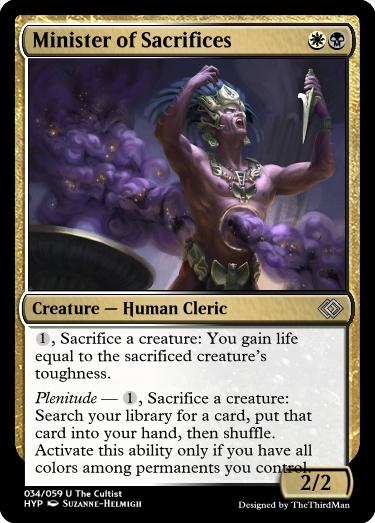 Minister of Sacrifices
Creature — Human Cleric
1, Sacrifice a creature: You gain life
equal to the sacrificed creature's
toughness.
Plenitude — 1, Sacrifice a creature:
Search your library for a card, put that
card into your hand, then shuffle.
Activate this ability only if you have all
colors among permanents you control.
2/2
034/059 U The Cultist
HYP Suzanne-Helmigh
Designed by TheThirdMan